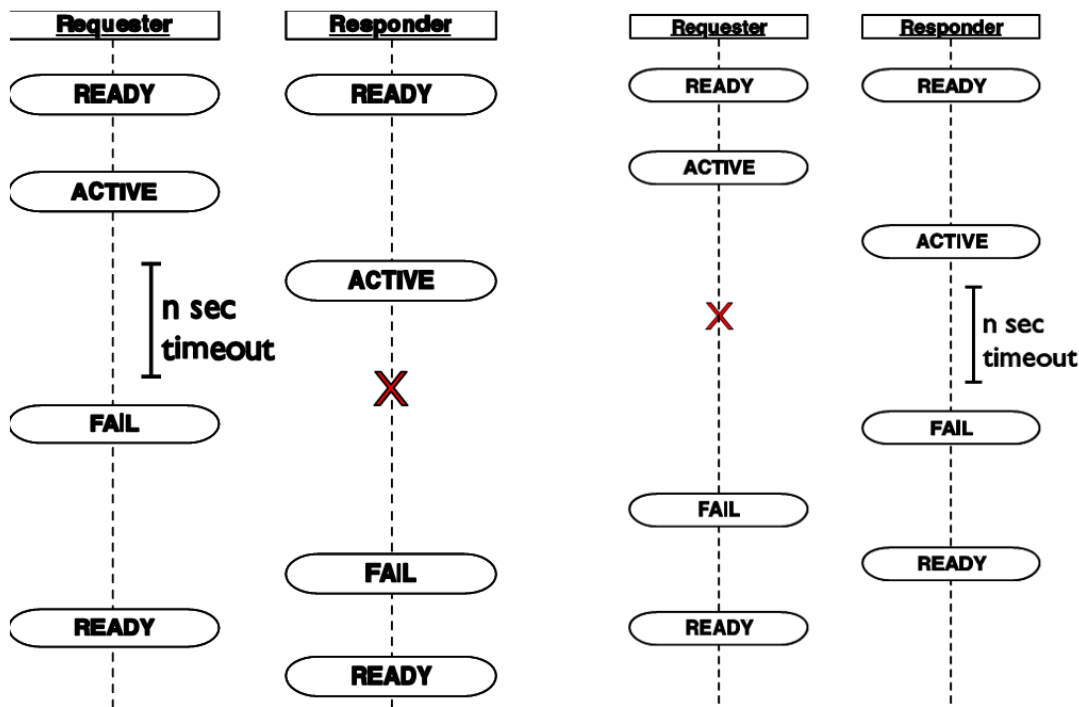 Requester
Responder
READY
READY
ACTIVE
ACTIVE
n sec
timeout
X
FAIL
FAIL
READY
READY
Requester
Responder
READY
READY
ACTIVE
ACTIVE
X
n sec
timeout
FAIL
FAIL
READY
READY